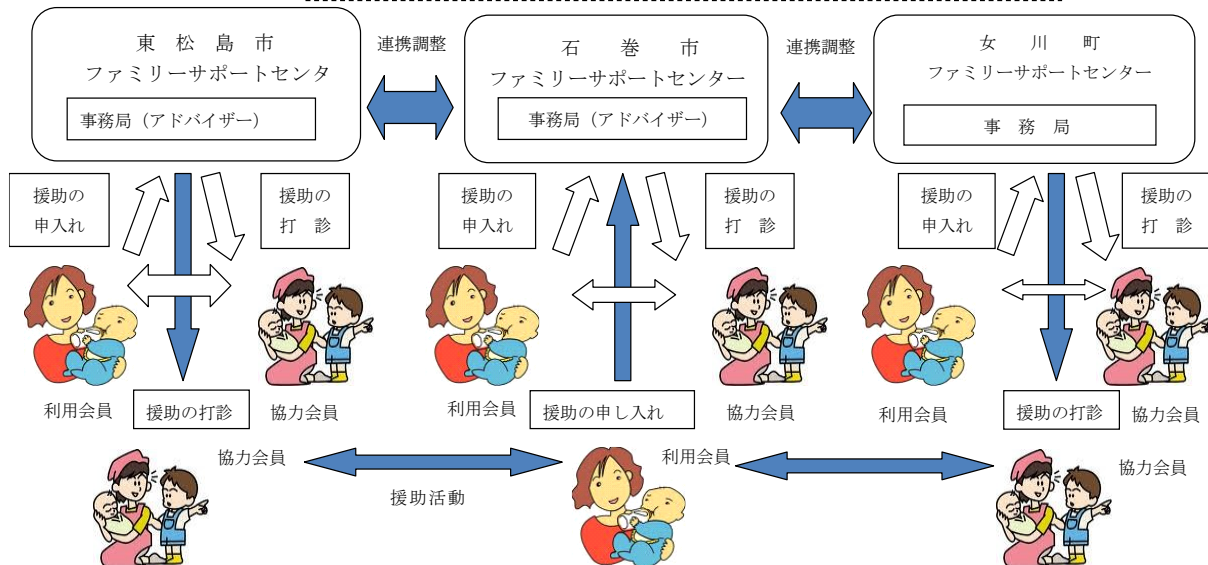 東松島市
ファミリーサポートセンタ
事務局（アドバイザー）
連携調整
石巻市
ファミリーサポートセンター
事務局（アドバイザー）
連携調整
女川町
ファミリーサポートセンター
事務局
援助の
申入れ
援助の
打診
援助の
申入れ
援助の
打診
援助の
申入れ
援助の
打診
利用会員
援助の打診
協力会員
利用会員
援助の申し入れ
協力会員
利用会員
援助の打診
協力会員
協力会員
援助活動
利用会員
協力会員